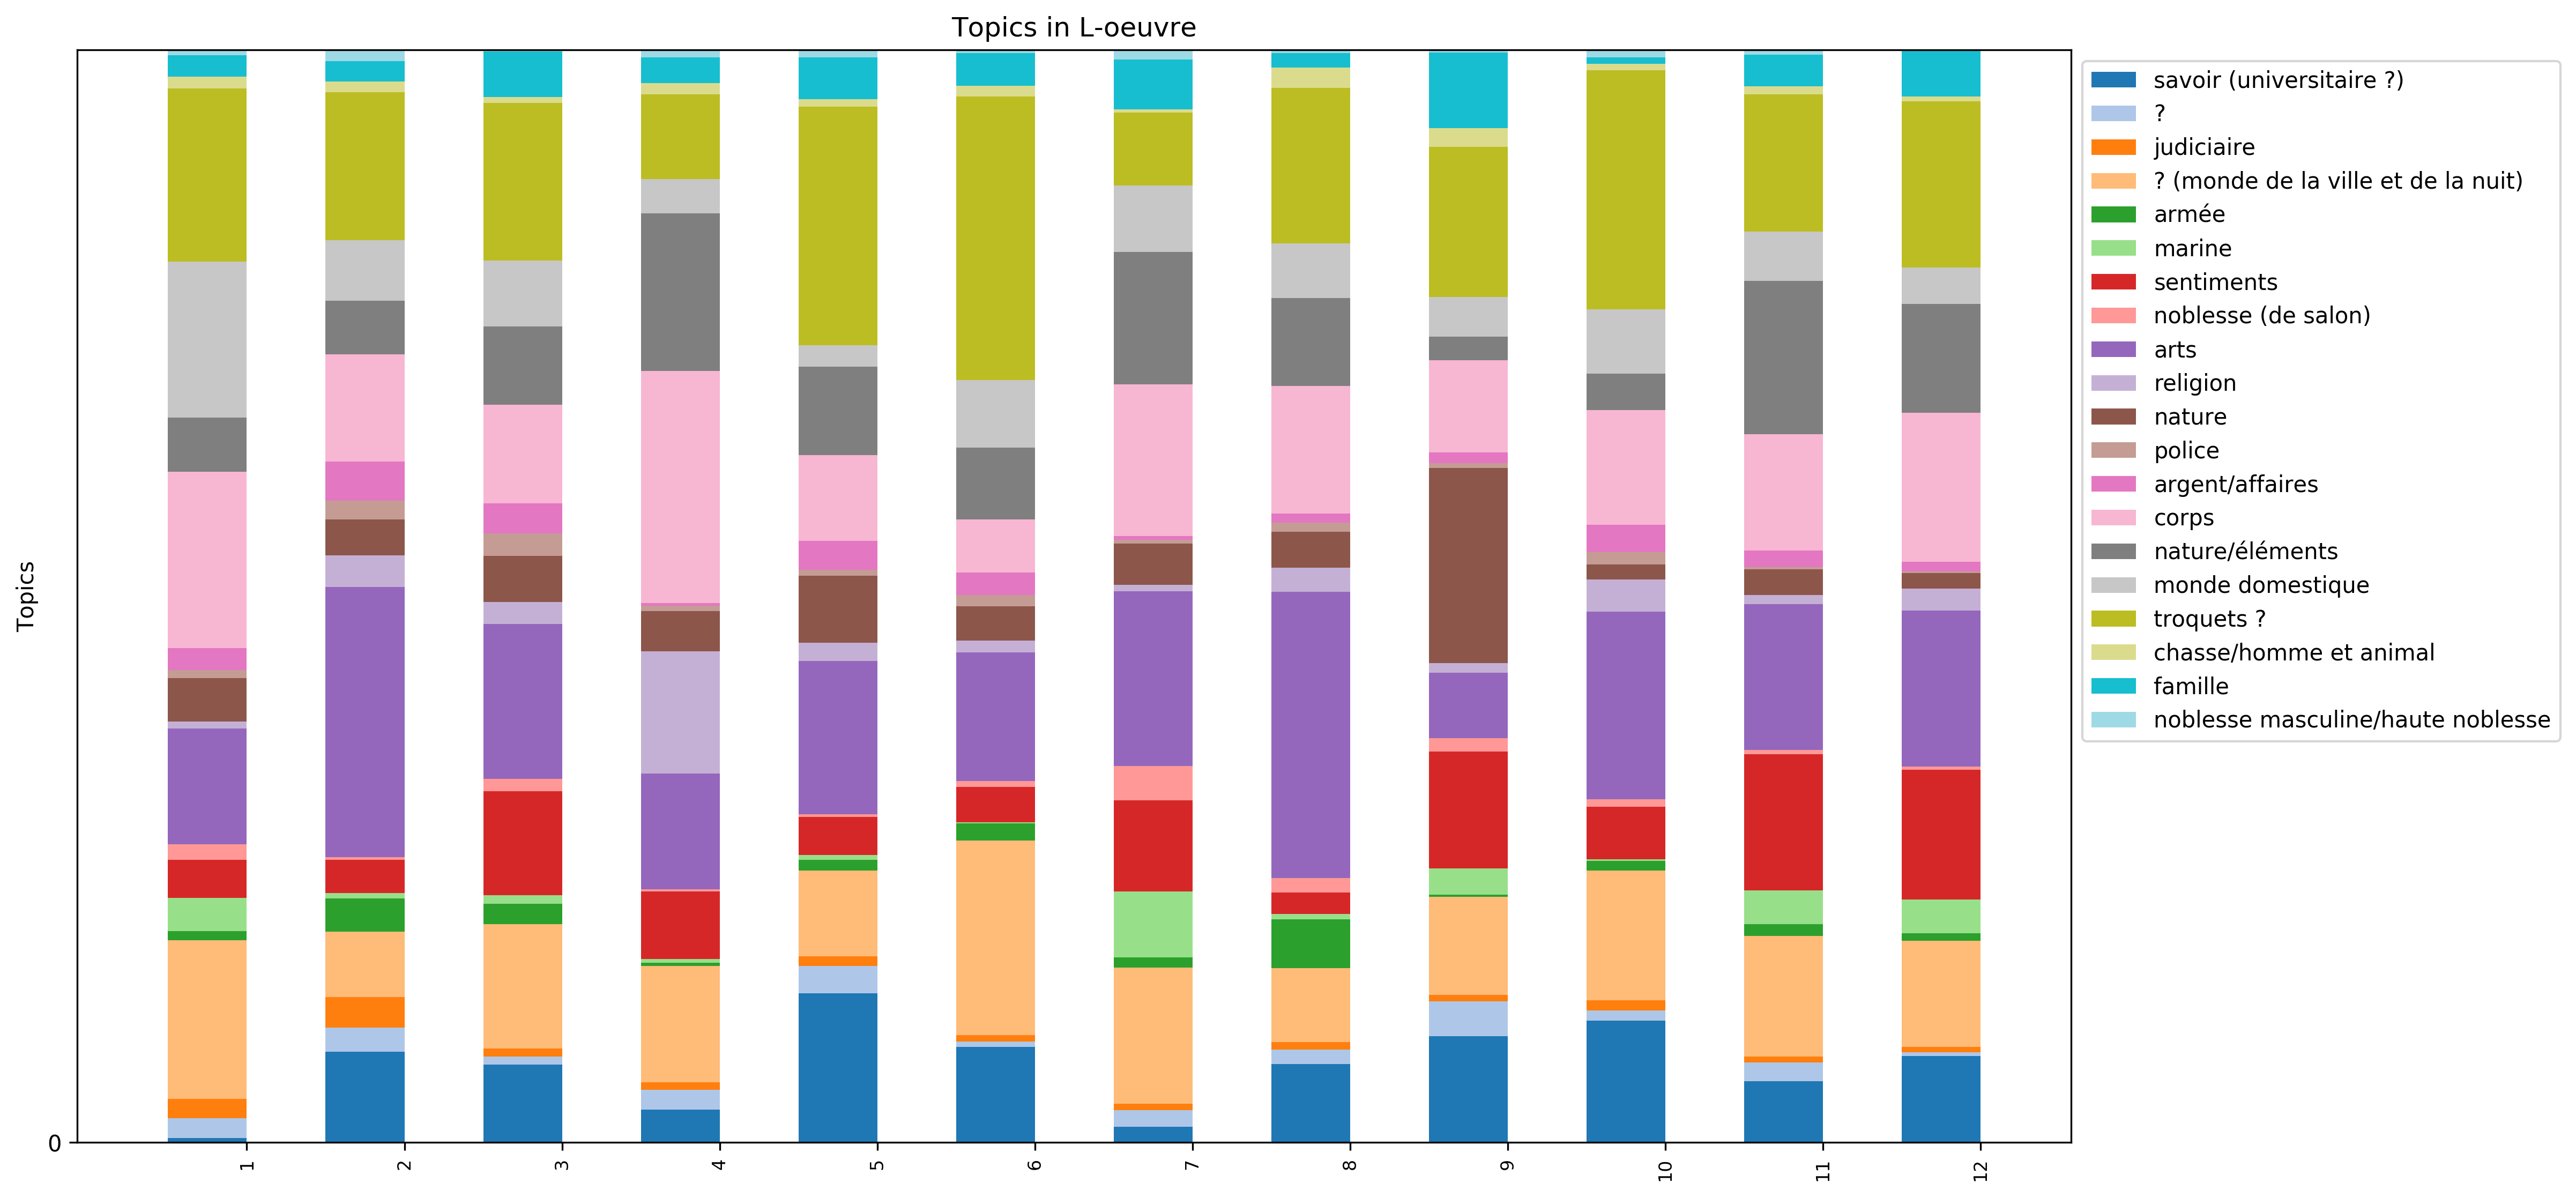 Topics in L-oeuvre
savoir (universitaire ?)
?
judiciaire
? (monde de la ville et de la nuit)
armée
marine
sentiments
noblesse (de salon)
arts
religion
nature
police
argent/affaires
corps
nature/éléments
monde domestique
troquets ?
chasse/homme et animal
famille
noblesse masculine/haute noblesse
Topics
0
1 2 3 4 5 6 7 8 9 10 11 12